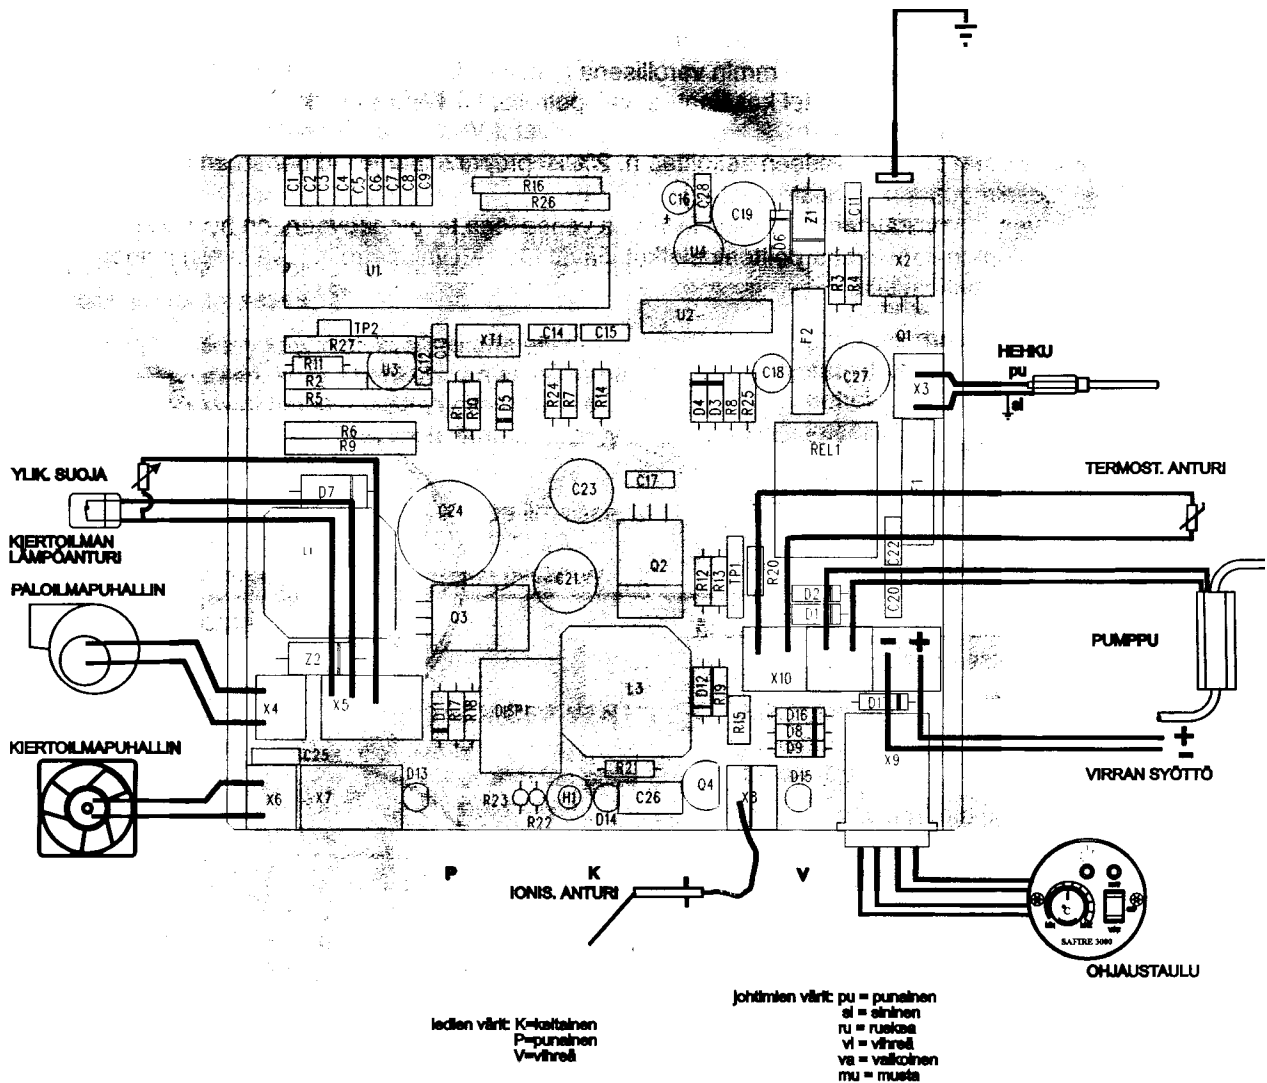 C1 C2 C3 C4 C5 C6 C7 C8 C9
R16
R26
C16
+
C28
C19
D6
Z1
C11
U4
X2
U1
R3
R4
U2
F2
Q1
TP2
R27
C12
C13
XT1
C14
C15
R11
U3
R2
R5
C18
C27
HEHKU
pu
X3
si
R1
R10
D5
R24
R7
R14
D4
D3
R8
R25
R6
R9
REL1
F1
YLIK. SUOJA
TERMOST. ANTURI
D7
C24
C23
C17
KIERTOILMAN
LÄMPÖANTURI
L1
C22
Q2
C21
R12
R13
TP1
R20
D2
D1
C20
PALOILMAPUHALLIN
Q3
PUMPPU
- +
Z2
X10
X4
X5
D11
R17
R18
DISP1
L3
D12
R19
R15
D16
D8
D9
D1
X9
+
-
VIRRAN SYÖTTÖ
KIERTOILMAPUHALLIN
C25
X6
X7
D13
R21
R23
R22
H1
D14
C26
Q4
X8
D15
P
K
V
IONIS. ANTURI
°C
SAFIRE 3000
OHJAUSTAULU
johtimien värit: pu = punainen
si = sininen
ru = ruskea
vi = vihreä
va = valkoinen
mu = musta
ledien värit: K=keltainen
P=punainen
V=vihreä